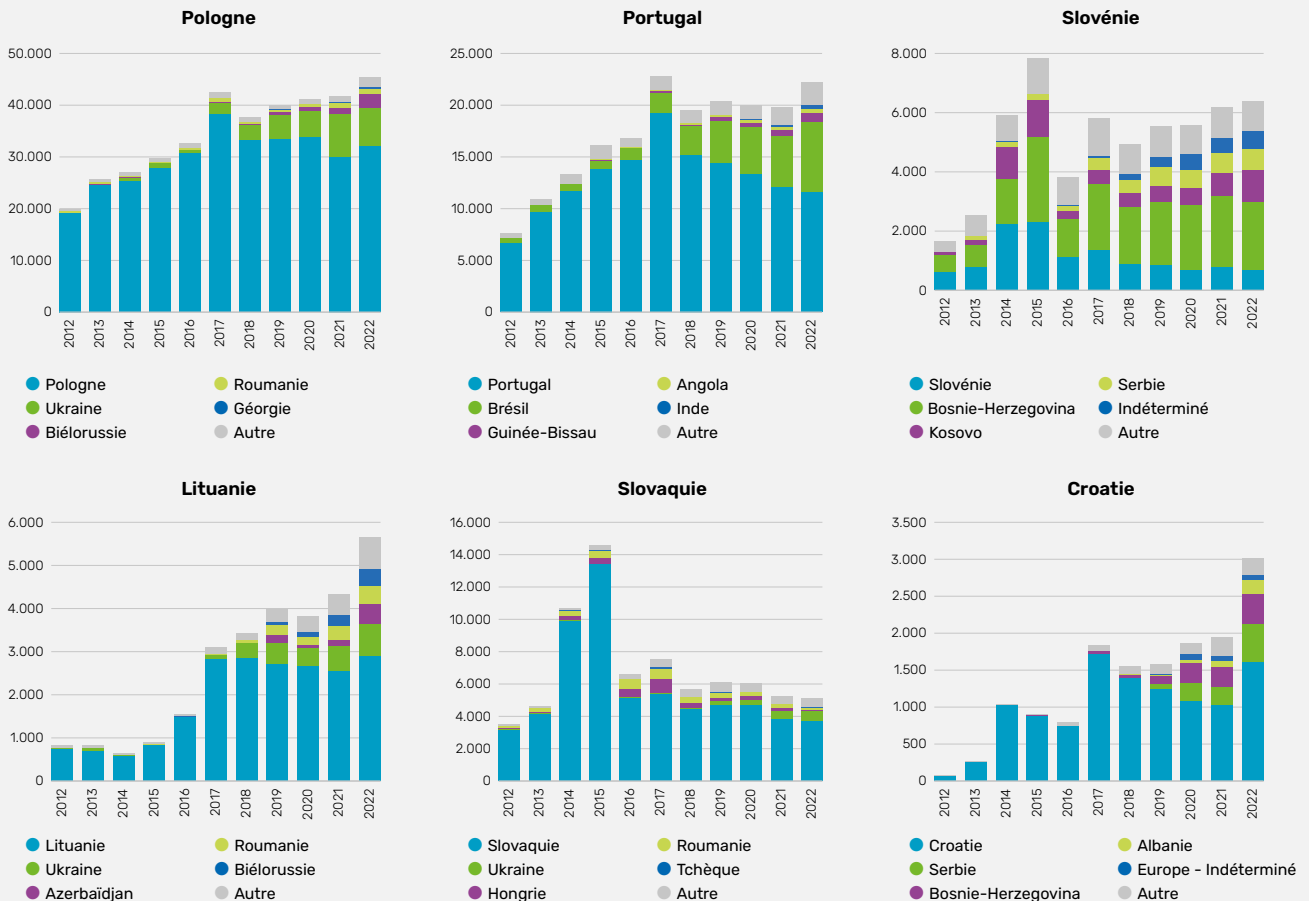 Pologne
50.000
40.000
30.000
20.000
10.000
0
2012 2013 2014 2015 2016 2017 2018 2019 2020 2021 2022
Pologne
Roumanie
Ukraine
Géorgie
Biélorussie
Autre
Portugal
25.000
20.000
15.000
10.000
5.000
0
2012 2013 2014 2015 2016 2017 2018 2019 2020 2021 2022
Portugal
Angola
Brésil
Inde
Guinée-Bissau
Autre
Slovénie
8.000
6.000
4.000
2.000
0
2012 2013 2014 2015 2016 2017 2018 2019 2020 2021 2022
Slovénie
Serbie
Bosnie-Herzegovina
Indéterminé
Kosovo
Autre
Lituanie
6.000
5.000
4.000
3.000
2.000
1.000
0
2012 2013 2014 2015 2016 2017 2018 2019 2020 2021 2022
Lituanie
Roumanie
Ukraine
Biélorussie
Azerbaïdjan
Autre
Slovaquie
16.000
14.000
12.000
10.000
8.000
6.000
4.000
2.000
0
2012 2013 2014 2015 2016 2017 2018 2019 2020 2021 2022
Slovaquie
Roumanie
Ukraine
Tchèque
Hongrie
Autre
Croatie
3.500
3.000
2.500
2.000
1.500
1.000
500
0
2012 2013 2014 2015 2016 2017 2018 2019 2020 2021 2022
Croatie
Albanie
Serbie
Europe - Indéterminé
Bosnie-Herzegovina
Autre